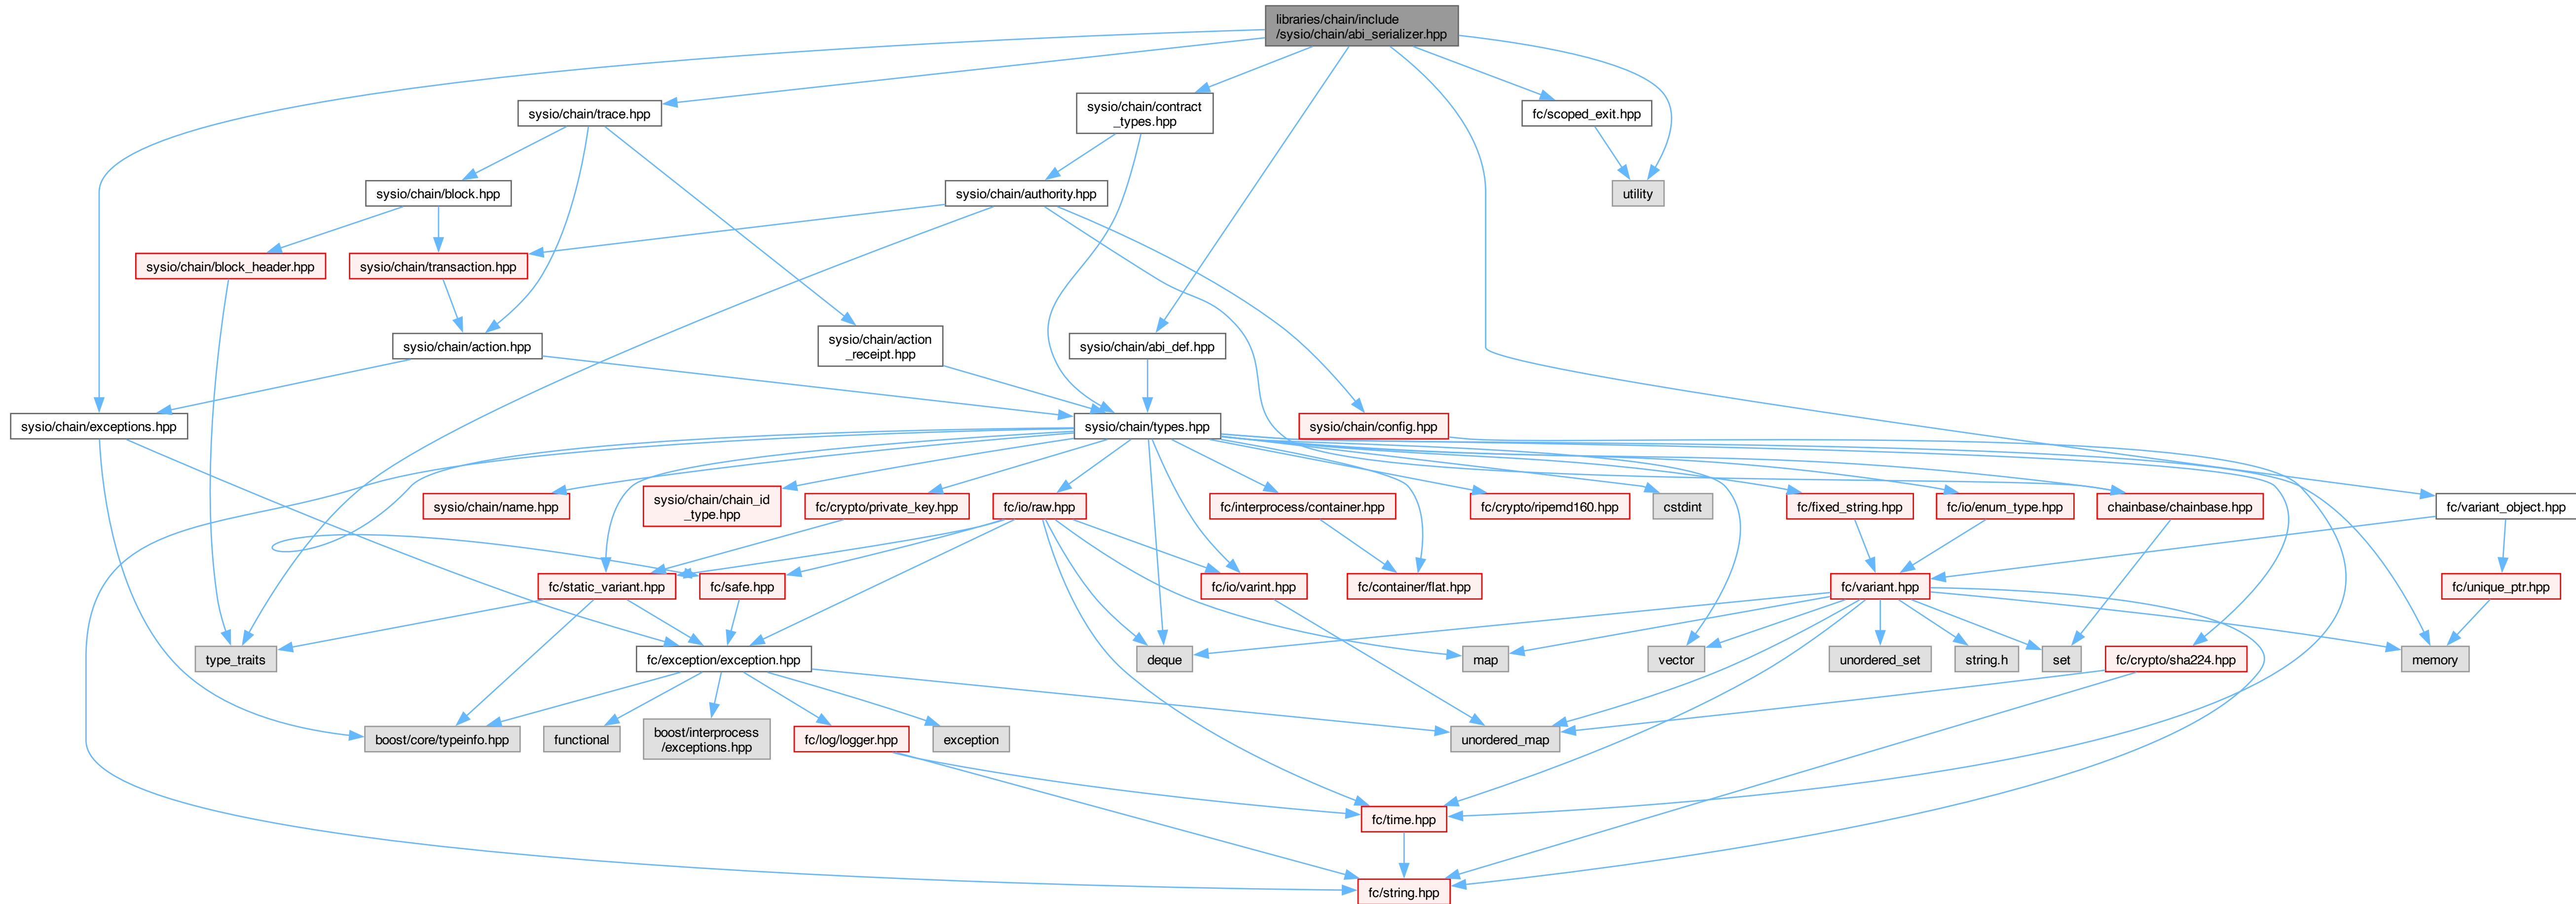 libraries/chain/include
/sysio/chain/abi_serializer.hpp
sysio/chain/trace.hpp
sysio/chain/contract
_types.hpp
fc/scoped_exit.hpp
sysio/chain/block.hpp
sysio/chain/authority.hpp
utility
sysio/chain/block_header.hpp
sysio/chain/transaction.hpp
sysio/chain/action.hpp
sysio/chain/action
_receipt.hpp
sysio/chain/abi_def.hpp
sysio/chain/exceptions.hpp
sysio/chain/types.hpp
sysio/chain/config.hpp
sysio/chain/name.hpp
sysio/chain/chain_id
_type.hpp
fc/crypto/private_key.hpp
fc/io/raw.hpp
fc/interprocess/container.hpp
fc/crypto/ripemd160.hpp
cstdint
fc/fixed_string.hpp
fc/io/enum_type.hpp
chainbase/chainbase.hpp
fc/variant_object.hpp
fc/static_variant.hpp
fc/safe.hpp
fc/io/varint.hpp
fc/container/flat.hpp
fc/variant.hpp
fc/unique_ptr.hpp
type_traits
fc/exception/exception.hpp
deque
map
vector
unordered_set
string.h
set
fc/crypto/sha224.hpp
memory
boost/core/typeinfo.hpp
functional
boost/interprocess
/exceptions.hpp
fc/log/logger.hpp
exception
unordered_map
fc/time.hpp
fc/string.hpp